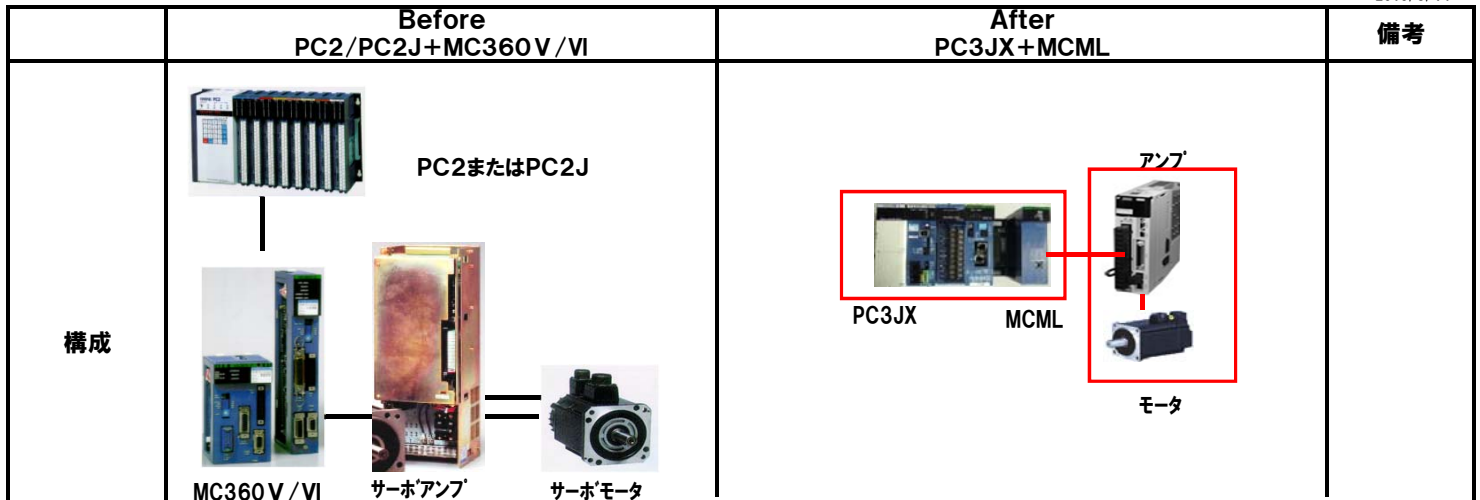 Before
PC2/PC2J+MC360Ⅴ/Ⅵ
After
PC3JX+MCML
備考
構成
PC2またはPC2J
MC360Ⅴ/Ⅵ
サーボアンプ
サーボモータ
アンプ
PC3JX
MCML
モータ